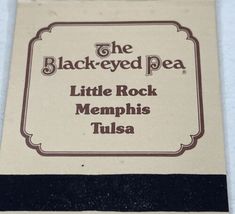 The
Black-eyed Pea®
Little Rock
Memphis
Tulsa